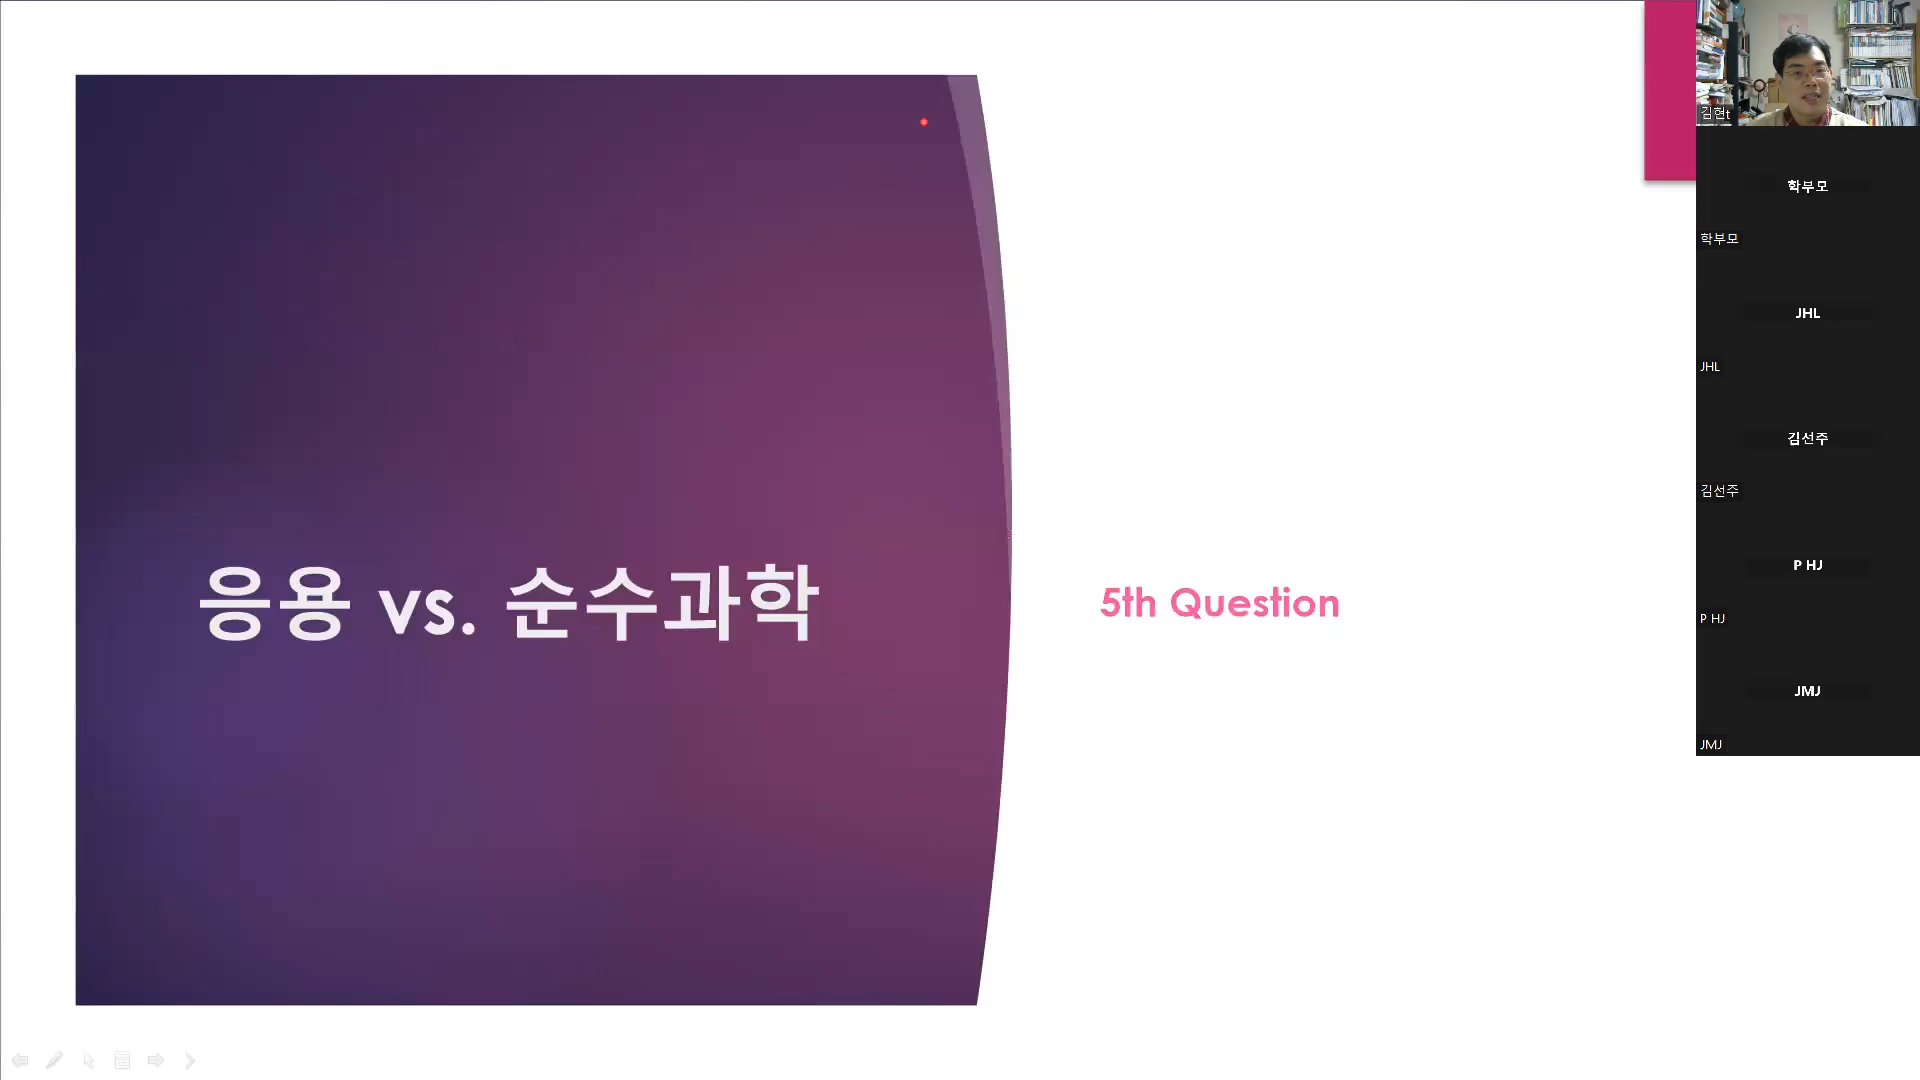 응용 vs. 순수과학
5th Question
김현t
학부모
학부모
JHL
JHL
김선주
김선주
P HJ
P HJ
JMJ
JMJ